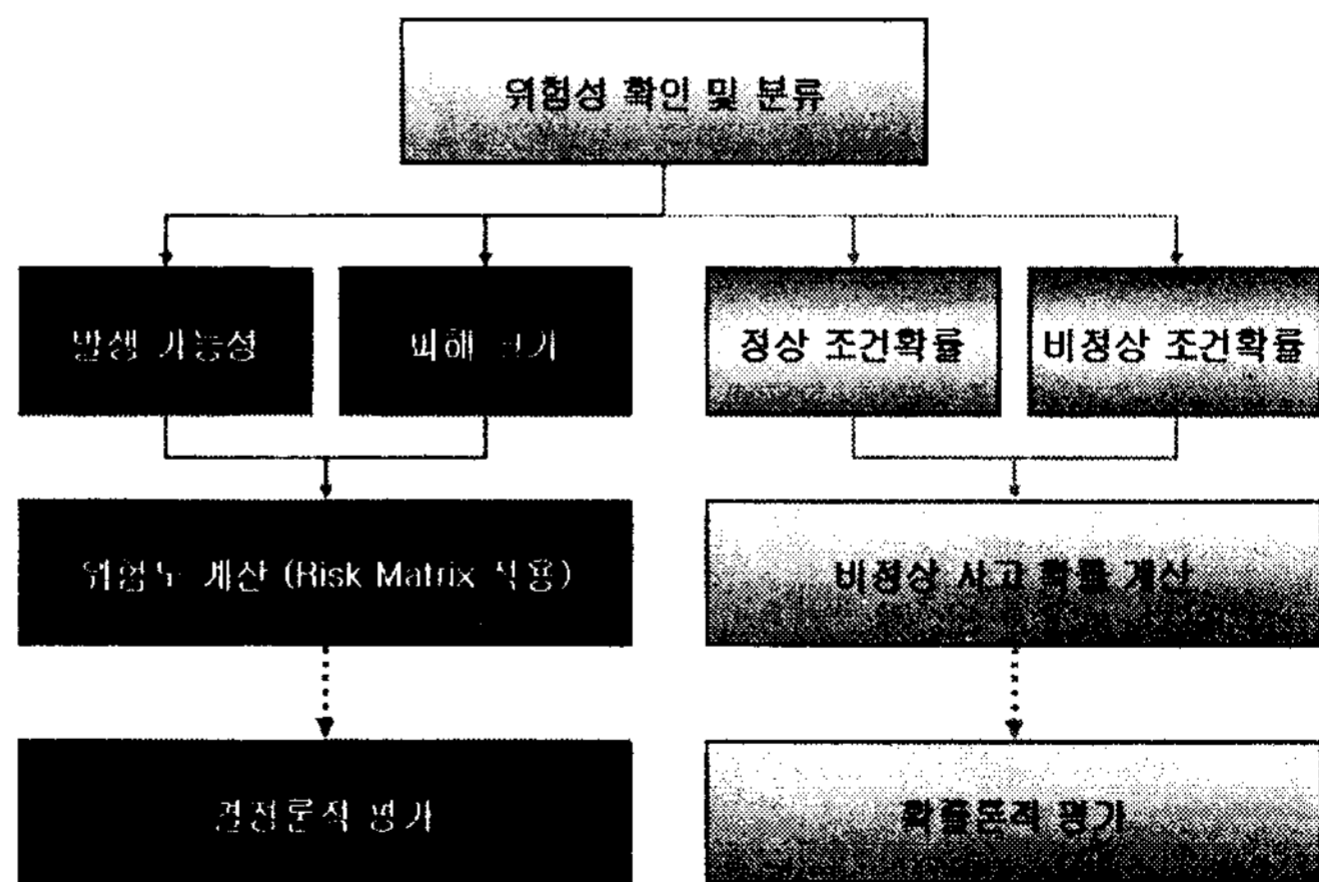 위험성 확인 및 분류
발생 가능성
피해 크기
정상 조건확률
비정상 조건확률
위험도 계산 (Risk Matrix 적용)
비정상 사고 확률 계산
결정론적 평가
확률론적 평가